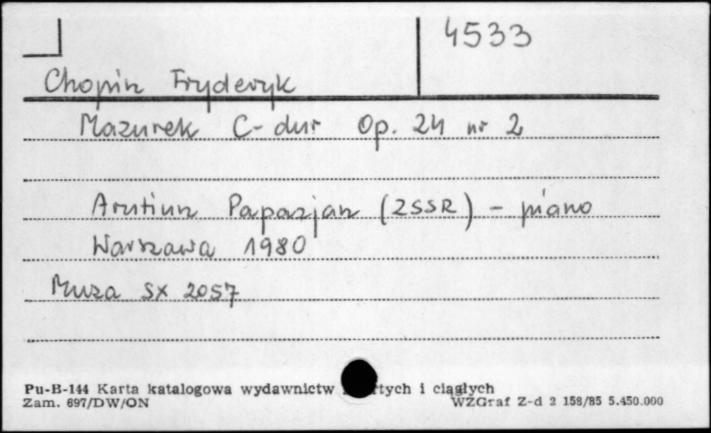 4533
Chopin Fryderyk
Mazurek C-dur Op. 24 nr 2
Arutiun Papazjan (ZSSR) - piano
Warszawa 1980
Muza SX 2057
Pu-B-144 Karta katalogowa wydawnictw i ciągłych
Zam. 697/DW/ON WZGraf Z-d 2 158/85 5.450.000